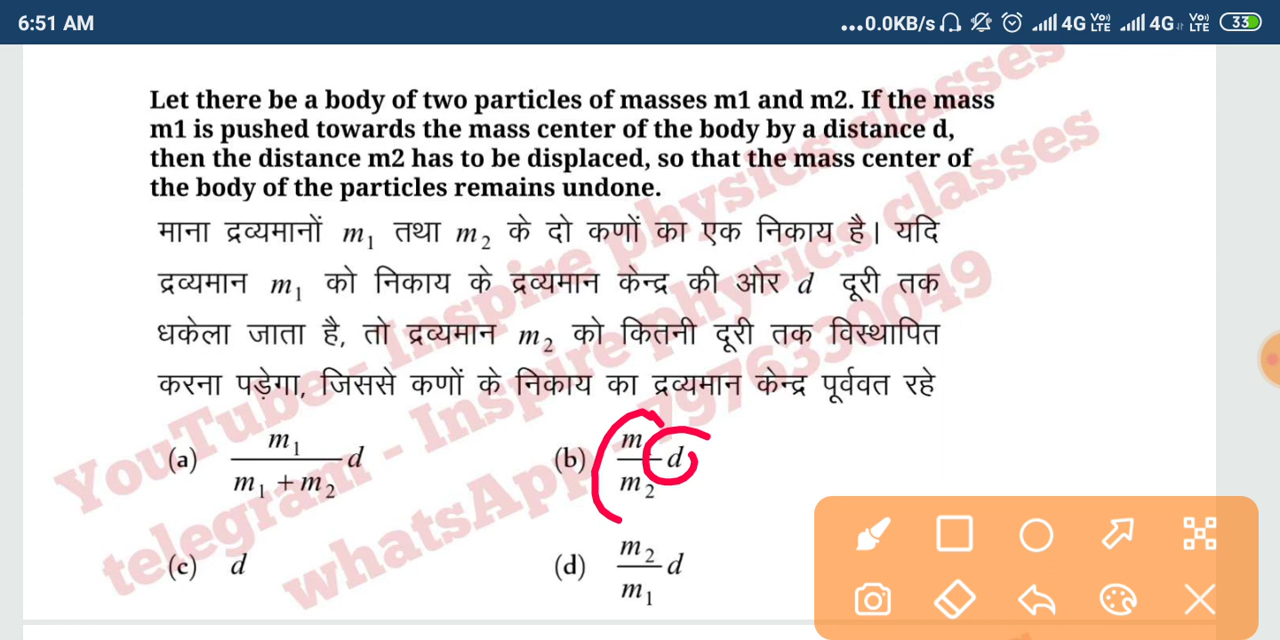 6:51 AM ...0.0KB/s 4G VoI) LTE 4G VoI) LTE 33
Let there be a body of two particles of masses m1 and m2. If the mass
m1 is pushed towards the mass center of the body by a distance d,
then the distance m2 has to be displaced, so that the mass center of
the body of the particles remains undone.
माना द्रव्यमानों m₁ तथा m₂ के दो कणों का एक निकाय है। यदि
द्रव्यमान m₁ को निकाय के द्रव्यमान केन्द्र की ओर d दूरी तक
धकेला जाता है, तो द्रव्यमान m₂ को कितनी दूरी तक विस्थापित
करना पड़ेगा, जिससे कणों के निकाय का द्रव्यमान केन्द्र पूर्ववत रहे
(a) m₁/(m₁ + m₂) d (b) m/m₂ d
(c) d (d) m₂/m₁ d
YouTube - Inspire physics classes
telegram - Inspire physics classes
whatsApp - 7976330049